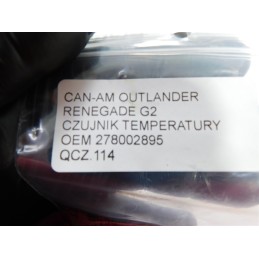 CAN-AM OUTLANDER
RENEGADE G2
CZUJNIK TEMPERATURY
OEM 278002895
QCZ.114